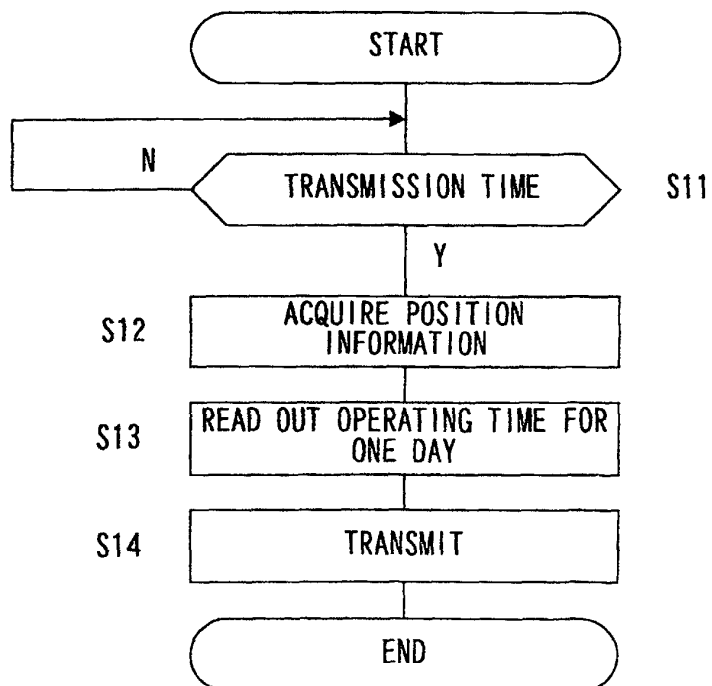 START
N
TRANSMISSION TIME
S11
Y
S12
ACQUIRE POSITION
INFORMATION
S13
READ OUT OPERATING TIME FOR
ONE DAY
S14
TRANSMIT
END